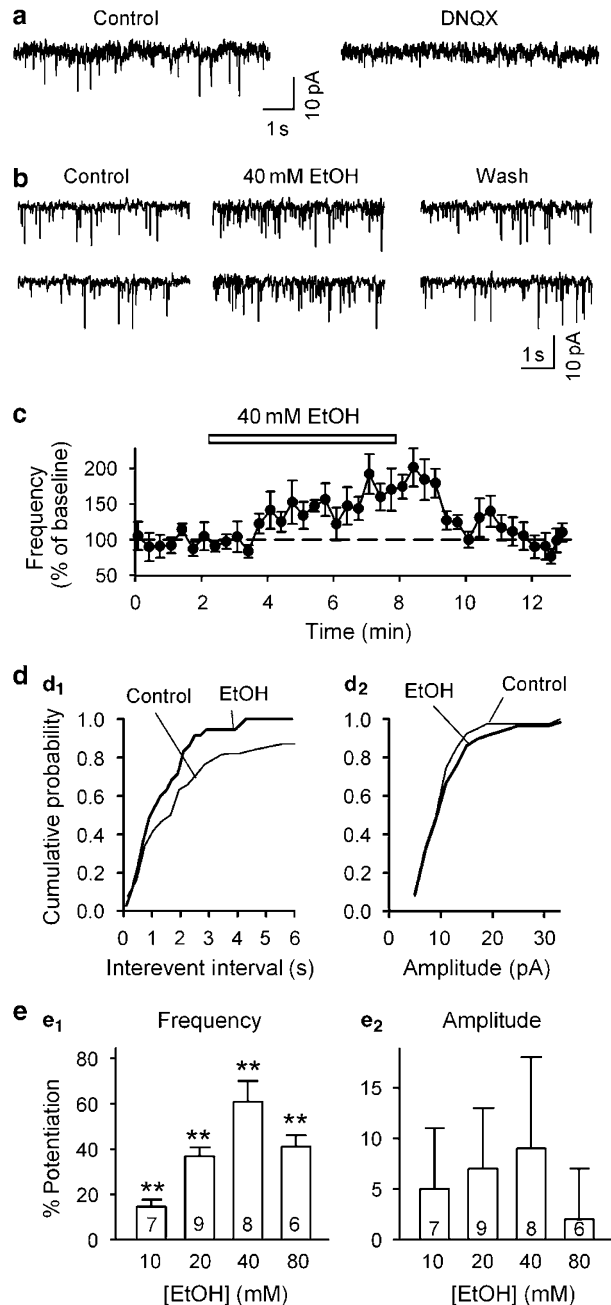 a
Control
DNQX
1 s
10 pA
b
Control
40 mM EtOH
Wash
1 s
10 pA
c
40 mM EtOH
Frequency
(% of baseline)
200
150
100
50
0 2 4 6 8 10 12
Time (min)
d
d1
Control
EtOH
d2
EtOH
Control
Cumulative probability
1.0
0.8
0.6
0.4
0.2
0.0
0 1 2 3 4 5 6
Interevent interval (s)
1.0
0.8
0.6
0.4
0.2
0.0
0 10 20 30
Amplitude (pA)
e
e1
Frequency
e2
Amplitude
% Potentiation
80
60
40
20
0
** ** ** **
7 9 8 6
10 20 40 80
[EtOH] (mM)
15
10
5
0
7 9 8 6
10 20 40 80
[EtOH] (mM)